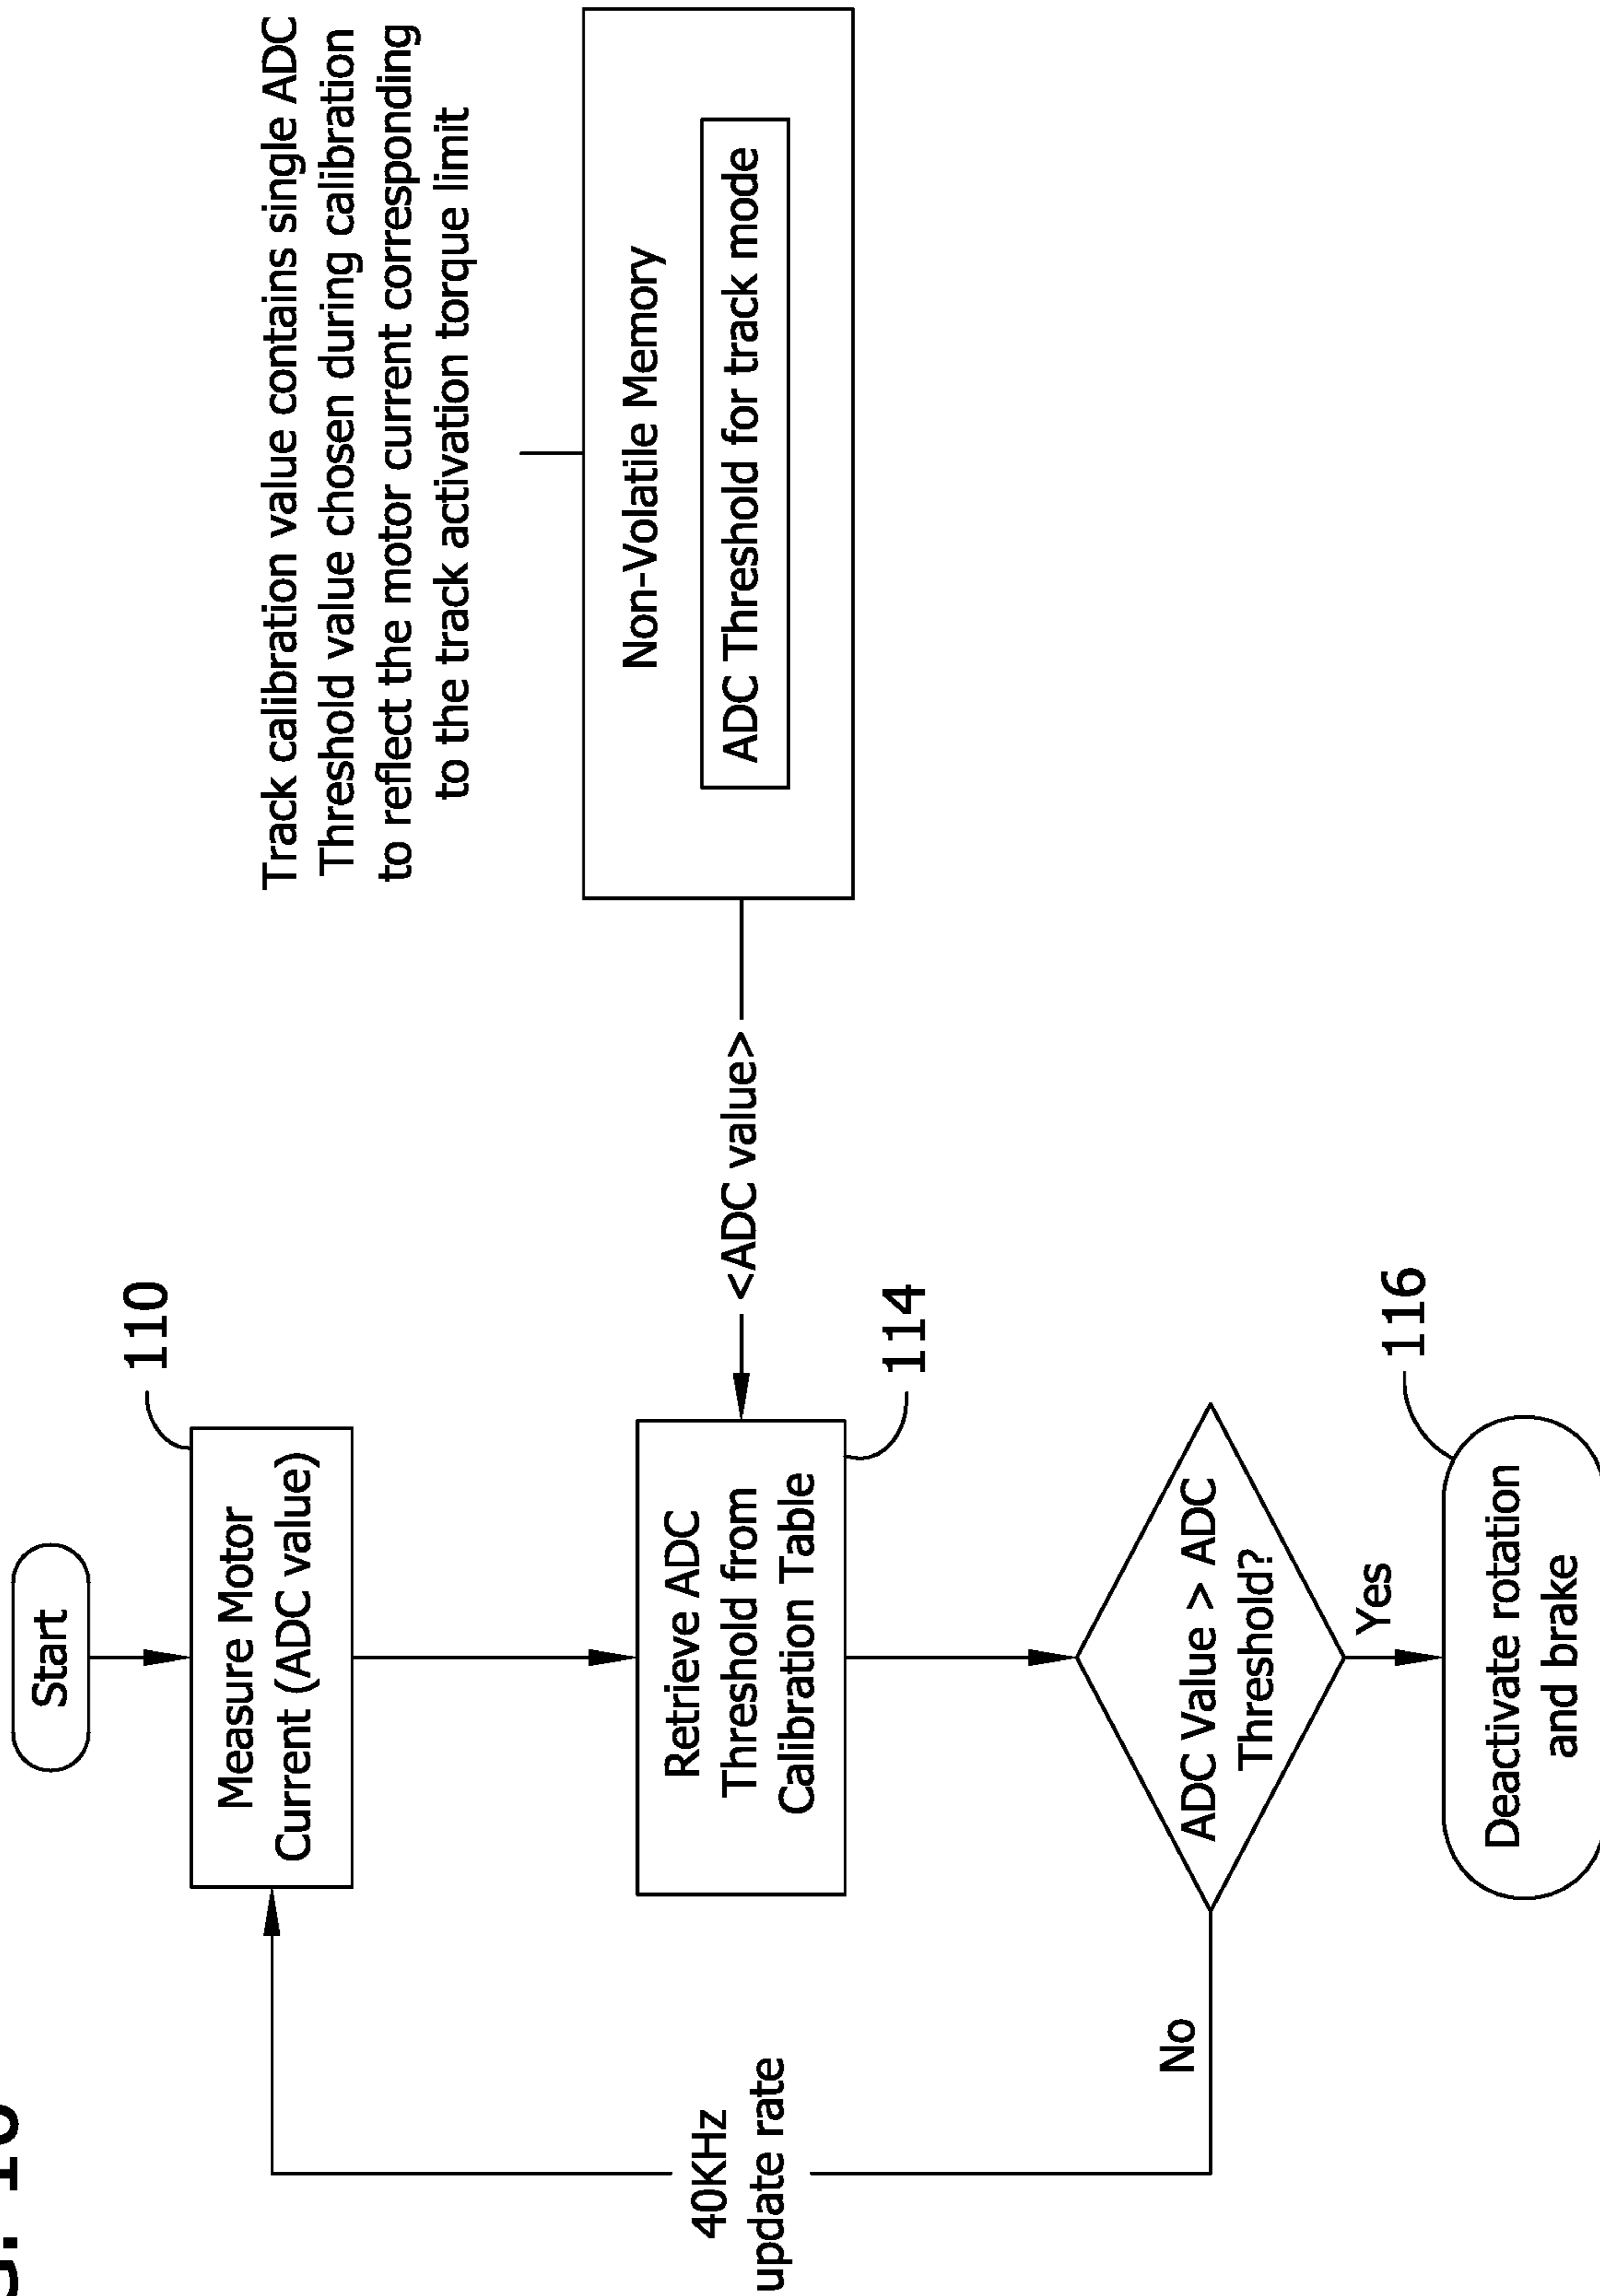 Start
110
Measure Motor
Current (ADC value)
Track calibration value contains single ADC
Threshold value chosen during calibration
to reflect the motor current corresponding
to the track activation torque limit
40KHz
update rate
Retrieve ADC
Threshold from
Calibration Table
114
<ADC value>
Non-Volatile Memory
ADC Threshold for track mode
No
ADC Value > ADC
Threshold?
Yes
116
Deactivate rotation
and brake